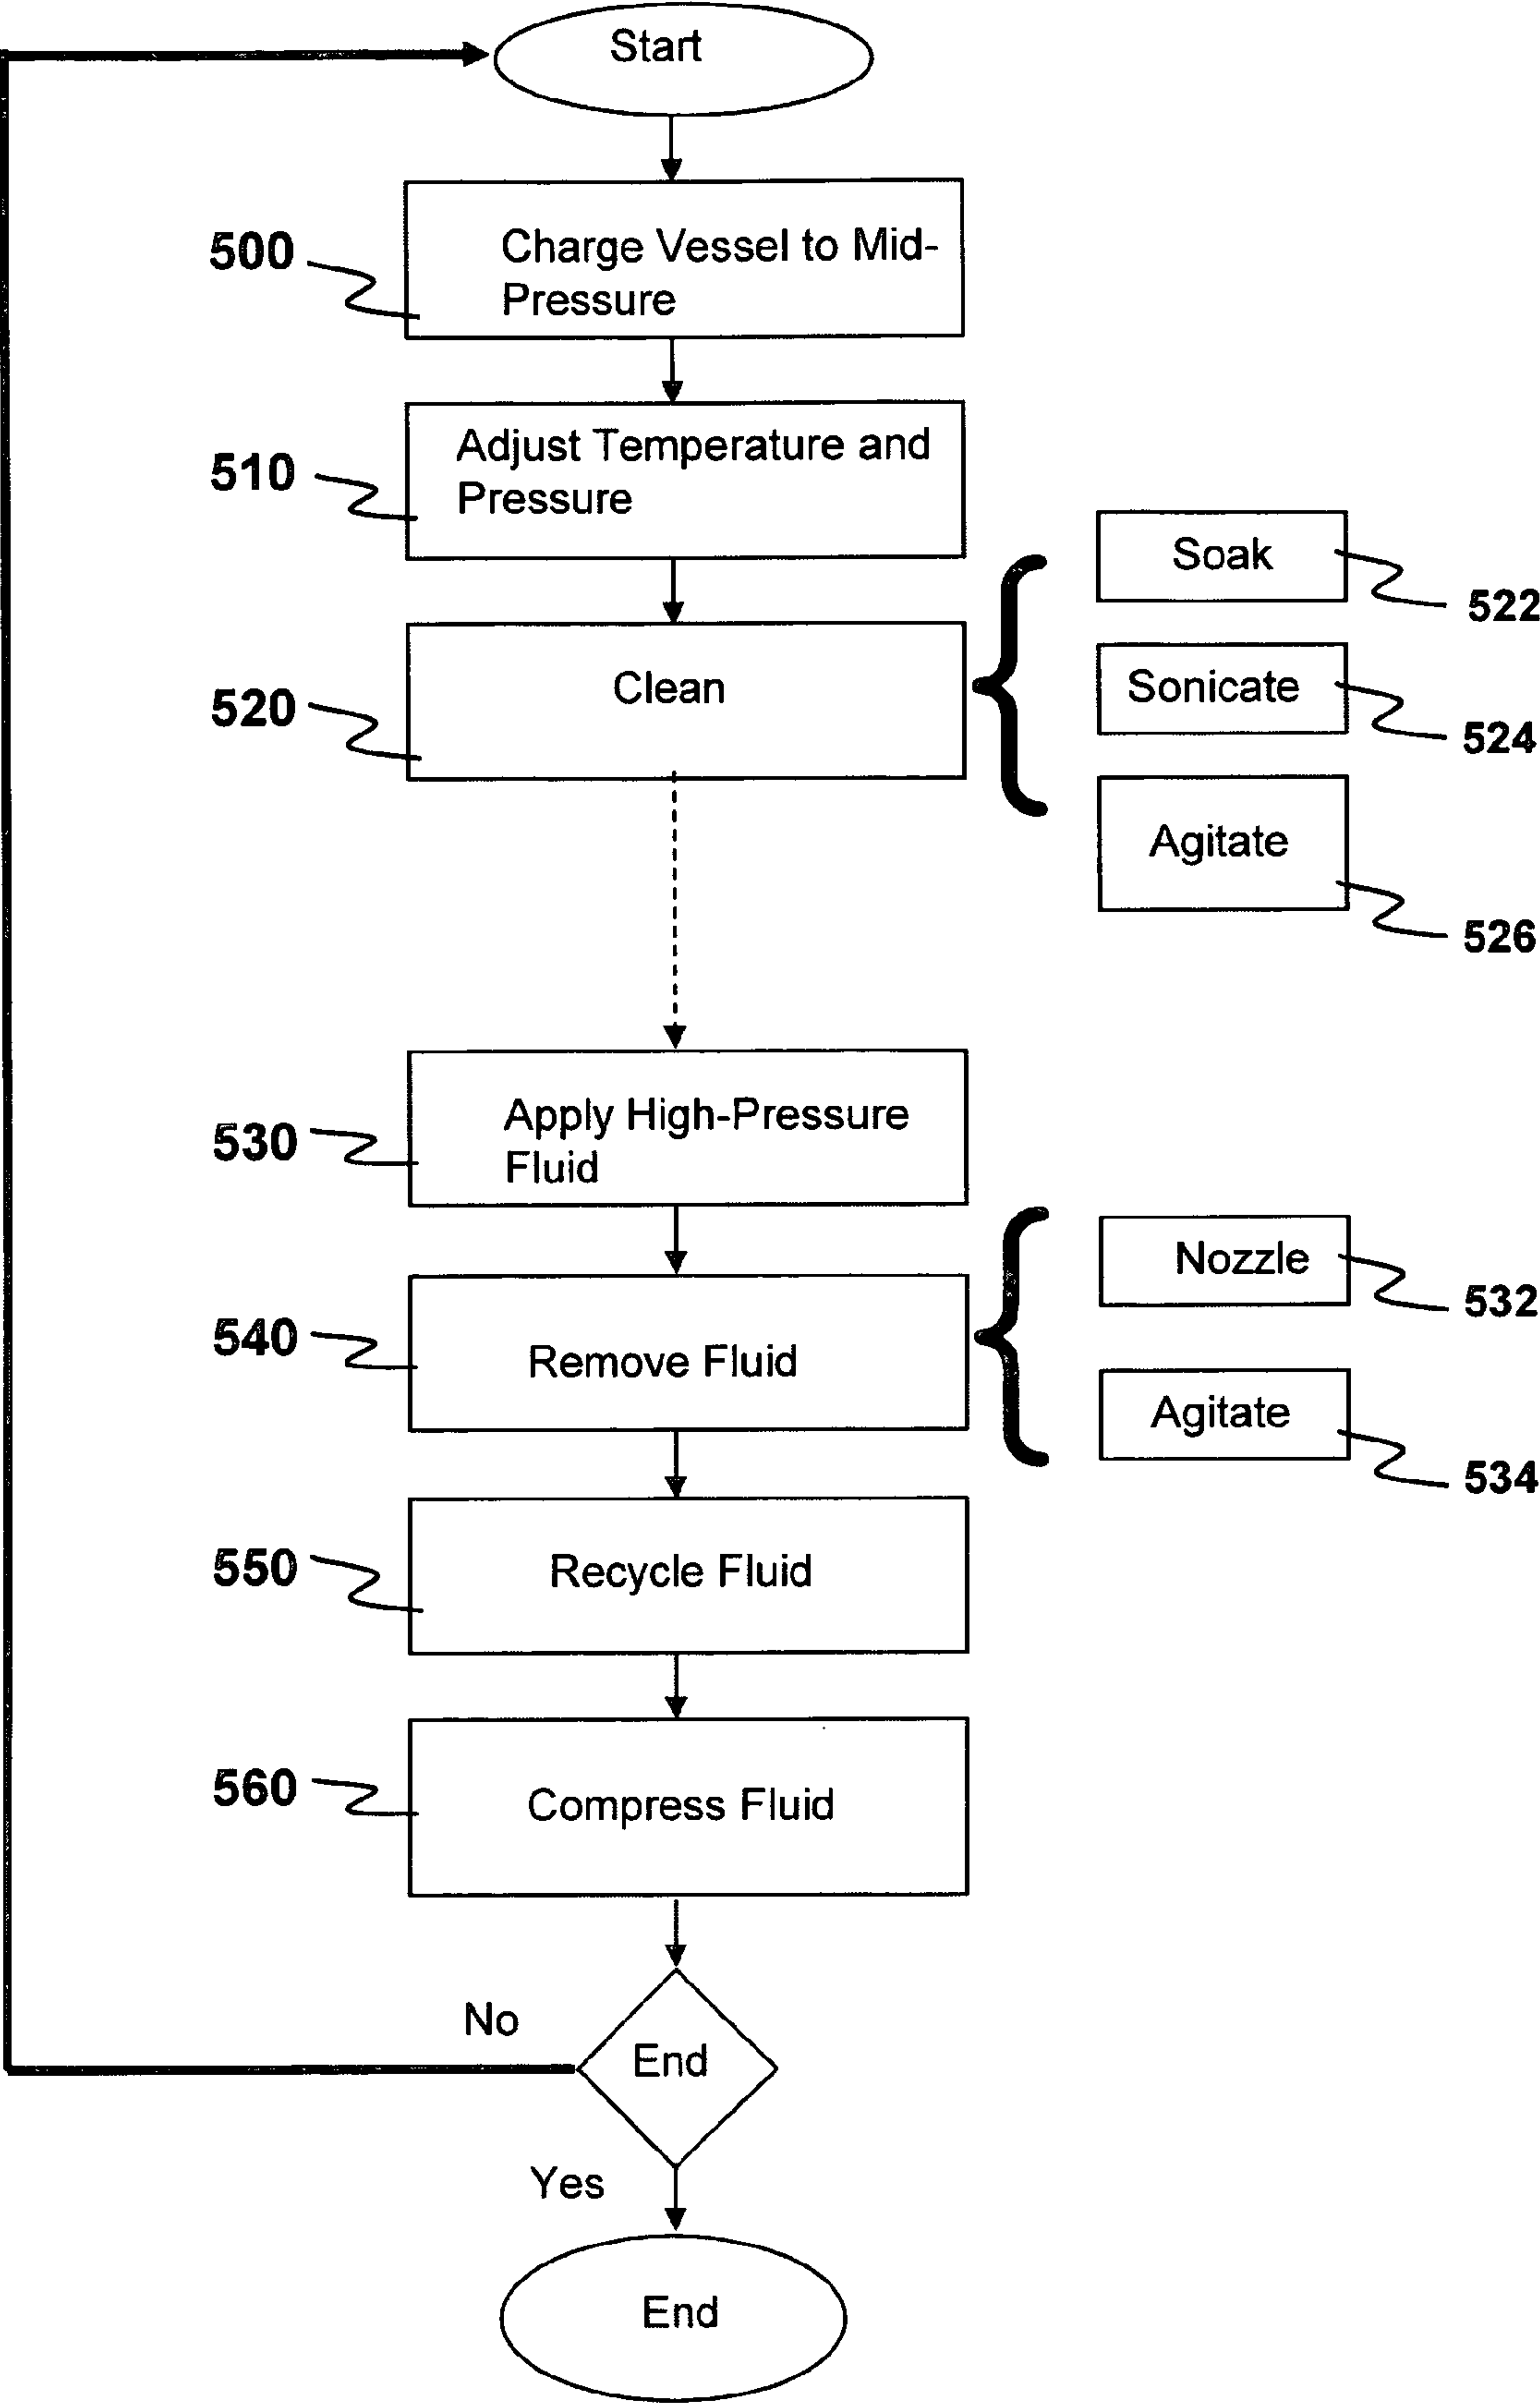 Start
500
Charge Vessel to Mid-
Pressure
510
Adjust Temperature and
Pressure
520
Clean
Soak
522
Sonicate
524
Agitate
526
530
Apply High-Pressure
Fluid
540
Remove Fluid
Nozzle
532
Agitate
534
550
Recycle Fluid
560
Compress Fluid
No
End
Yes
End